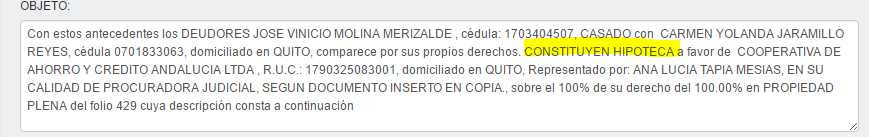 OBJETO:
Con estos antecedentes los DEUDORES JOSE VINICIO MOLINA MERIZALDE , cédula: 1703404507, CASADO con  CARMEN YOLANDA JARAMILLO
REYES, cédula 0701833063, domiciliado en QUITO, comparece por sus propios derechos. CONSTITUYEN HIPOTECA a favor de  COOPERATIVA DE
AHORRO Y CREDITO ANDALUCIA LTDA , R.U.C.: 1790325083001, domiciliado en QUITO, Representado por: ANA LUCIA TAPIA MESIAS, EN SU
CALIDAD DE PROCURADORA JUDICIAL, SEGUN DOCUMENTO INSERTO EN COPIA., sobre el 100% de su derecho del 100.00% en PROPIEDAD
PLENA del folio 429 cuya descripción consta a continuación